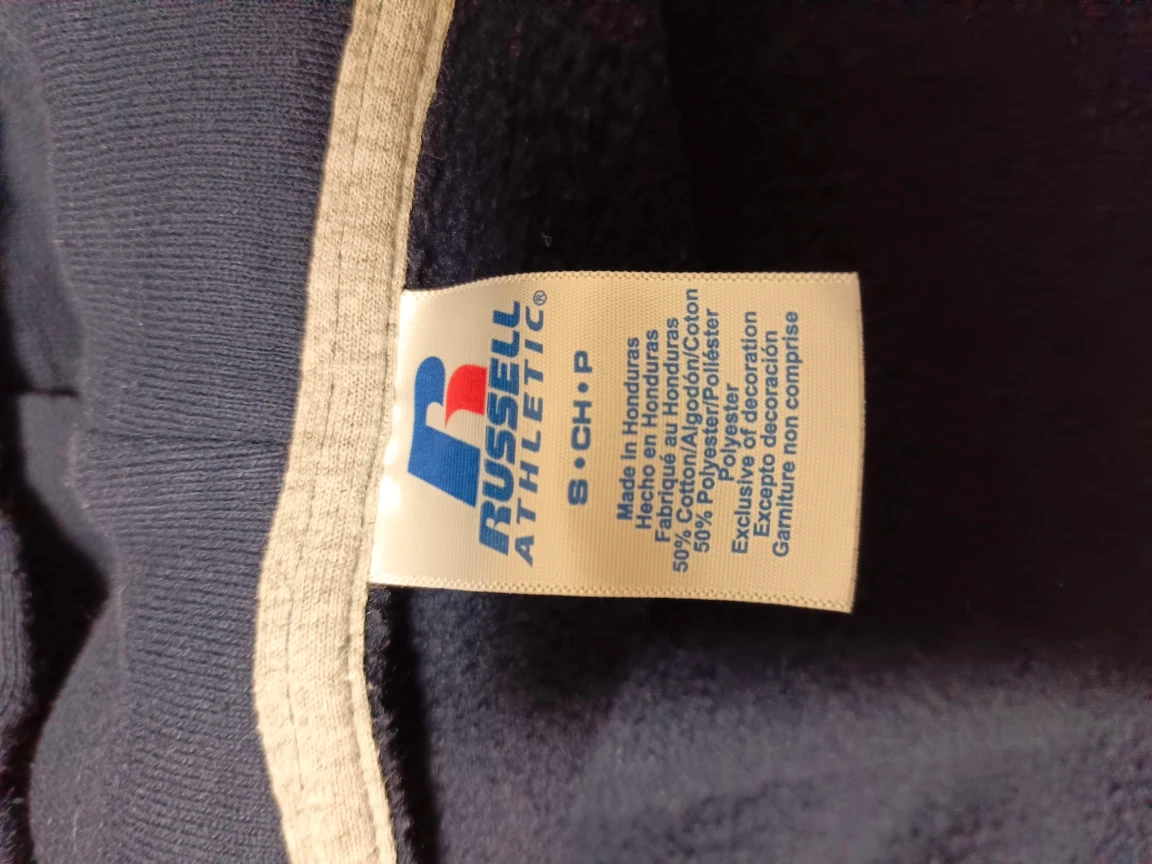 RUSSELL
ATHLETIC®
S • CH • P
Made in Honduras
Hecho en Honduras
Fabriqué au Honduras
50% Cotton/Algodón/Coton
50% Polyester/Poliéster
Polyester
Exclusive of decoration
Excepto decoración
Garniture non comprise